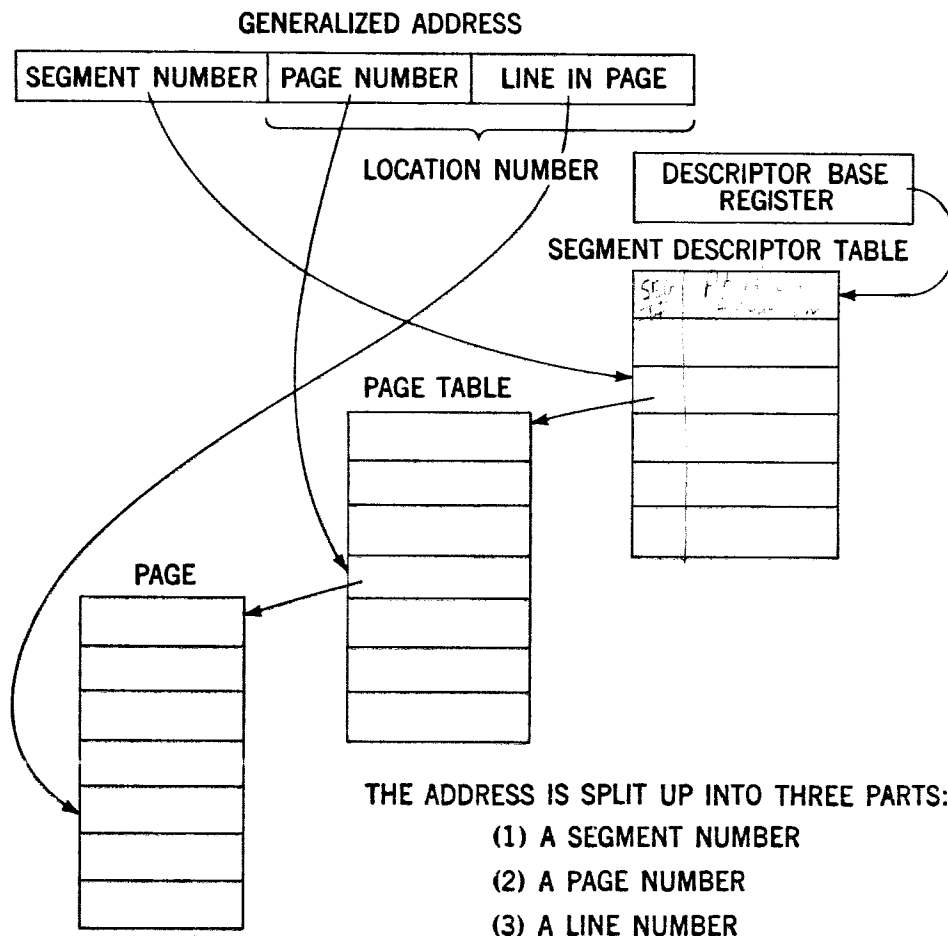 GENERALIZED ADDRESS
SEGMENT NUMBER
PAGE NUMBER
LINE IN PAGE
LOCATION NUMBER
DESCRIPTOR BASE
REGISTER
SEGMENT DESCRIPTOR TABLE
PAGE TABLE
PAGE
THE ADDRESS IS SPLIT UP INTO THREE PARTS:
(1) A SEGMENT NUMBER
(2) A PAGE NUMBER
(3) A LINE NUMBER